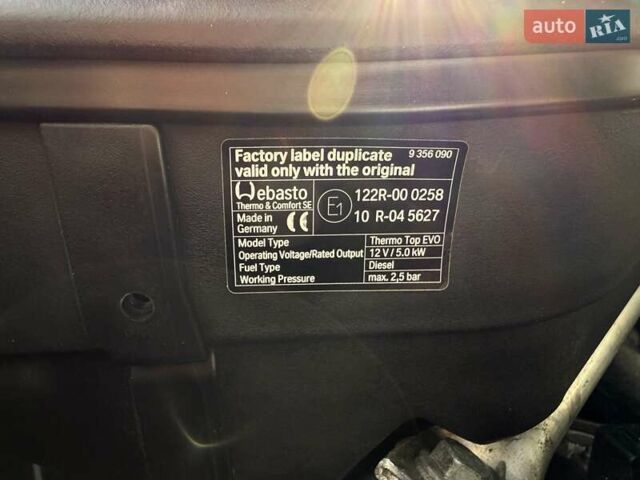 auto RIA.com
Factory label duplicate 9 356 090
valid only with the original
Webasto
Thermo & Comfort SE
E1
122R-00 0258
10 R-04 5627
Made in
Germany
CE
Model Type Thermo Top EVO
Operating Voltage/Rated Output 12 V / 5.0 kW
Fuel Type Diesel
Working Pressure max. 2,5 bar